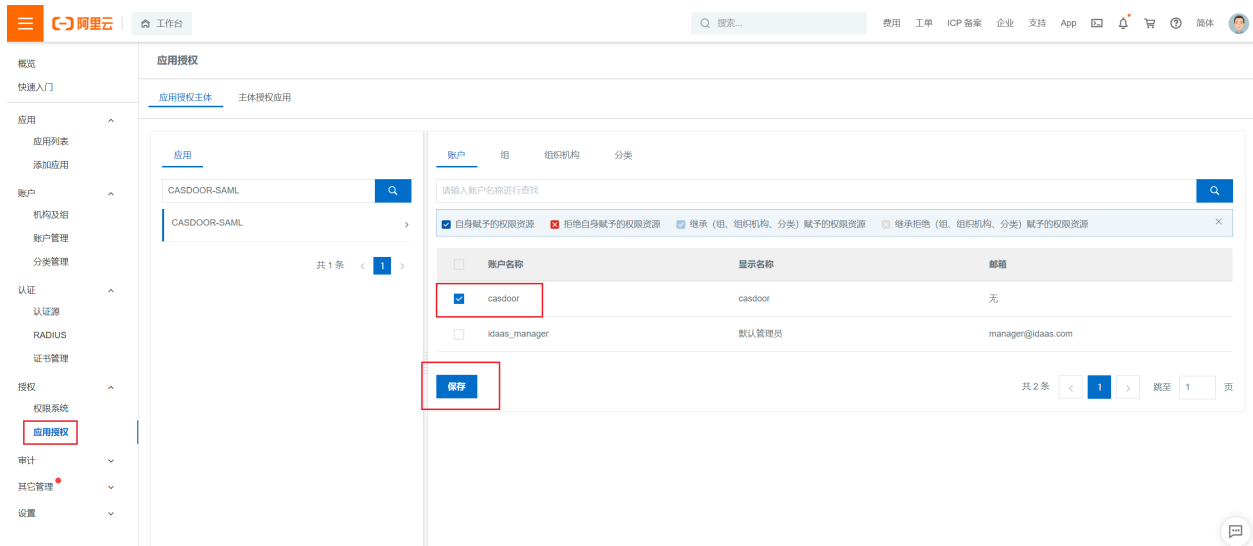 阿里云
工作台
搜索...
费用 工单 ICP 备案 企业 支持 App 简体
概览
快速入门
应用
应用列表
添加应用
账户
机构及组
账户管理
分类管理
认证
认证源
RADIUS
证书管理
授权
权限系统
应用授权
审计
其它管理
设置
应用授权
应用授权主体 主体授权应用
应用
CASDOOR-SAML
CASDOOR-SAML
共 1 条 < 1 >
账户 组 组织机构 分类
请输入账户名称进行查找
自身赋予的权限资源 拒绝自身赋予的权限资源 继承（组、组织机构、分类）赋予的权限资源 继承拒绝（组、组织机构、分类）赋予的权限资源
账户名称 显示名称 邮箱
casdoor casdoor 无
idaas_manager 默认管理员 manager@idaas.com
保存
共 2 条 < 1 > 跳至 1 页